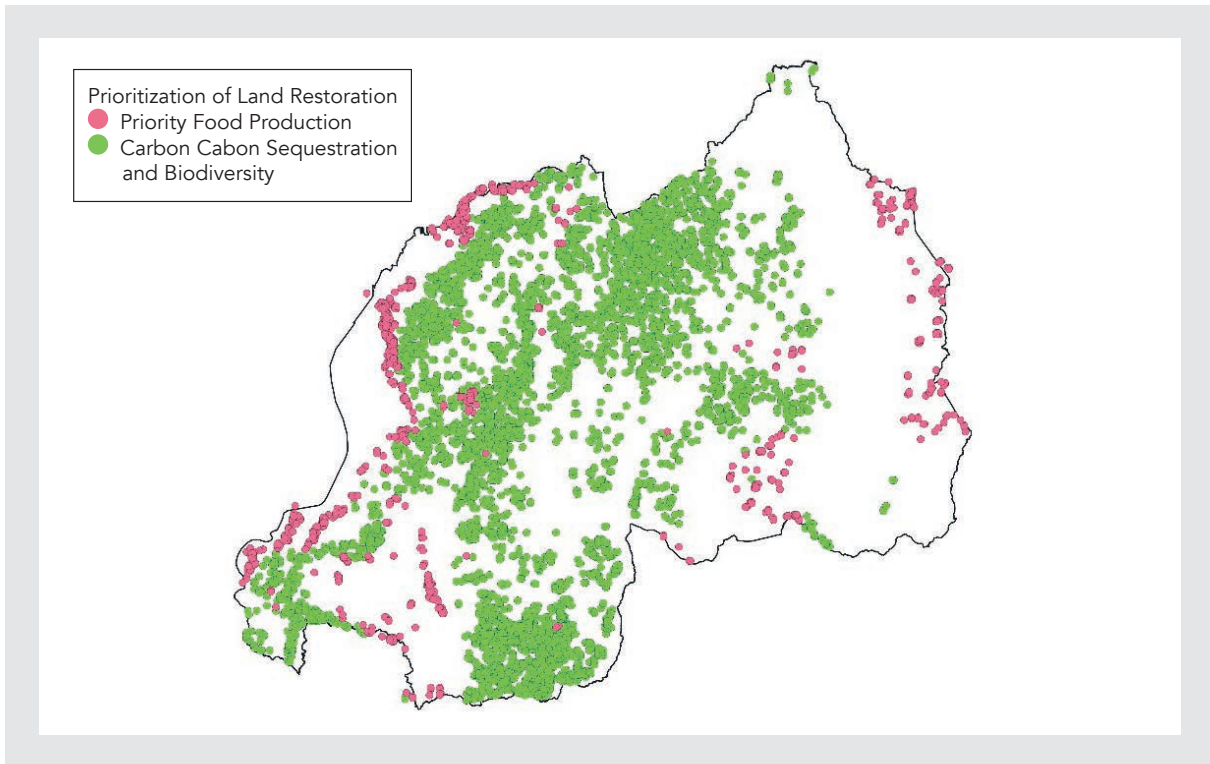 Prioritization of Land Restoration
Priority Food Production
Carbon Cabon Sequestration
and Biodiversity